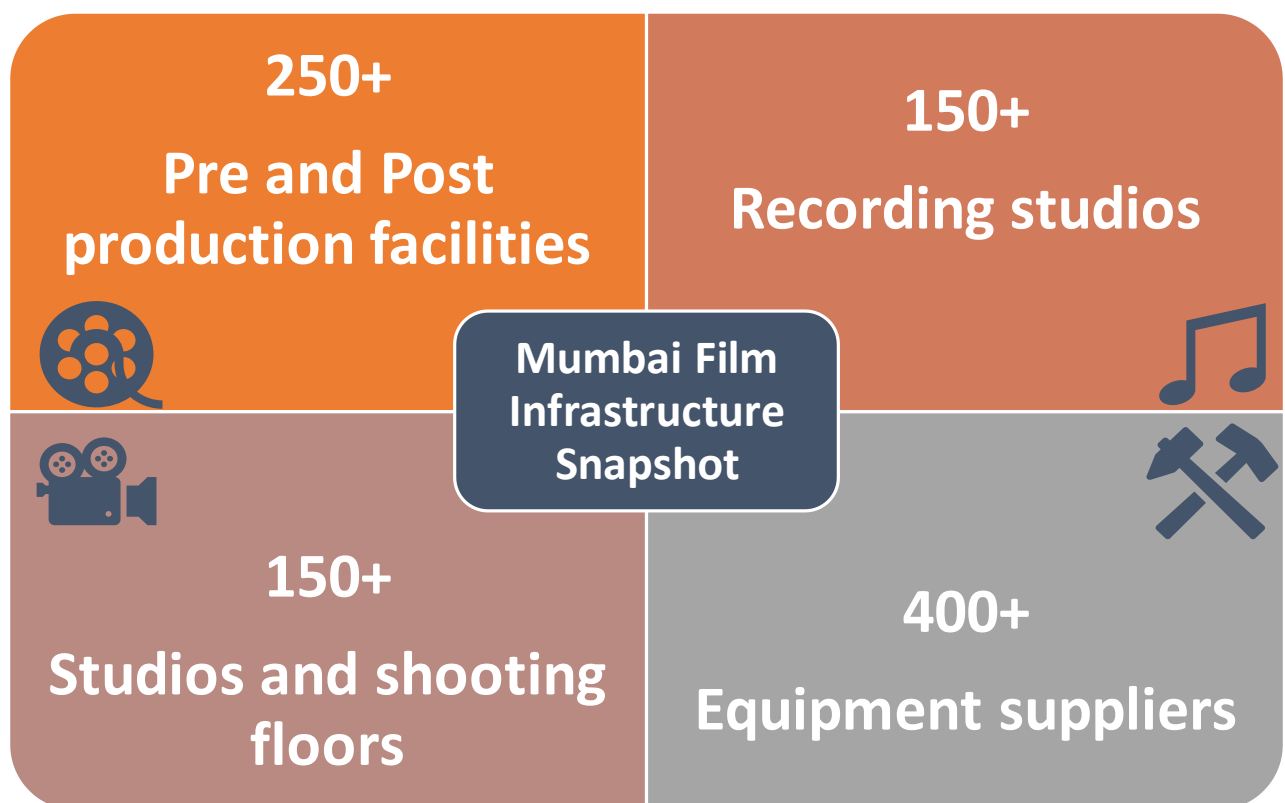 250+
Pre and Post
production facilities
150+
Recording studios
Mumbai Film
Infrastructure
Snapshot
150+
Studios and shooting
floors
400+
Equipment suppliers